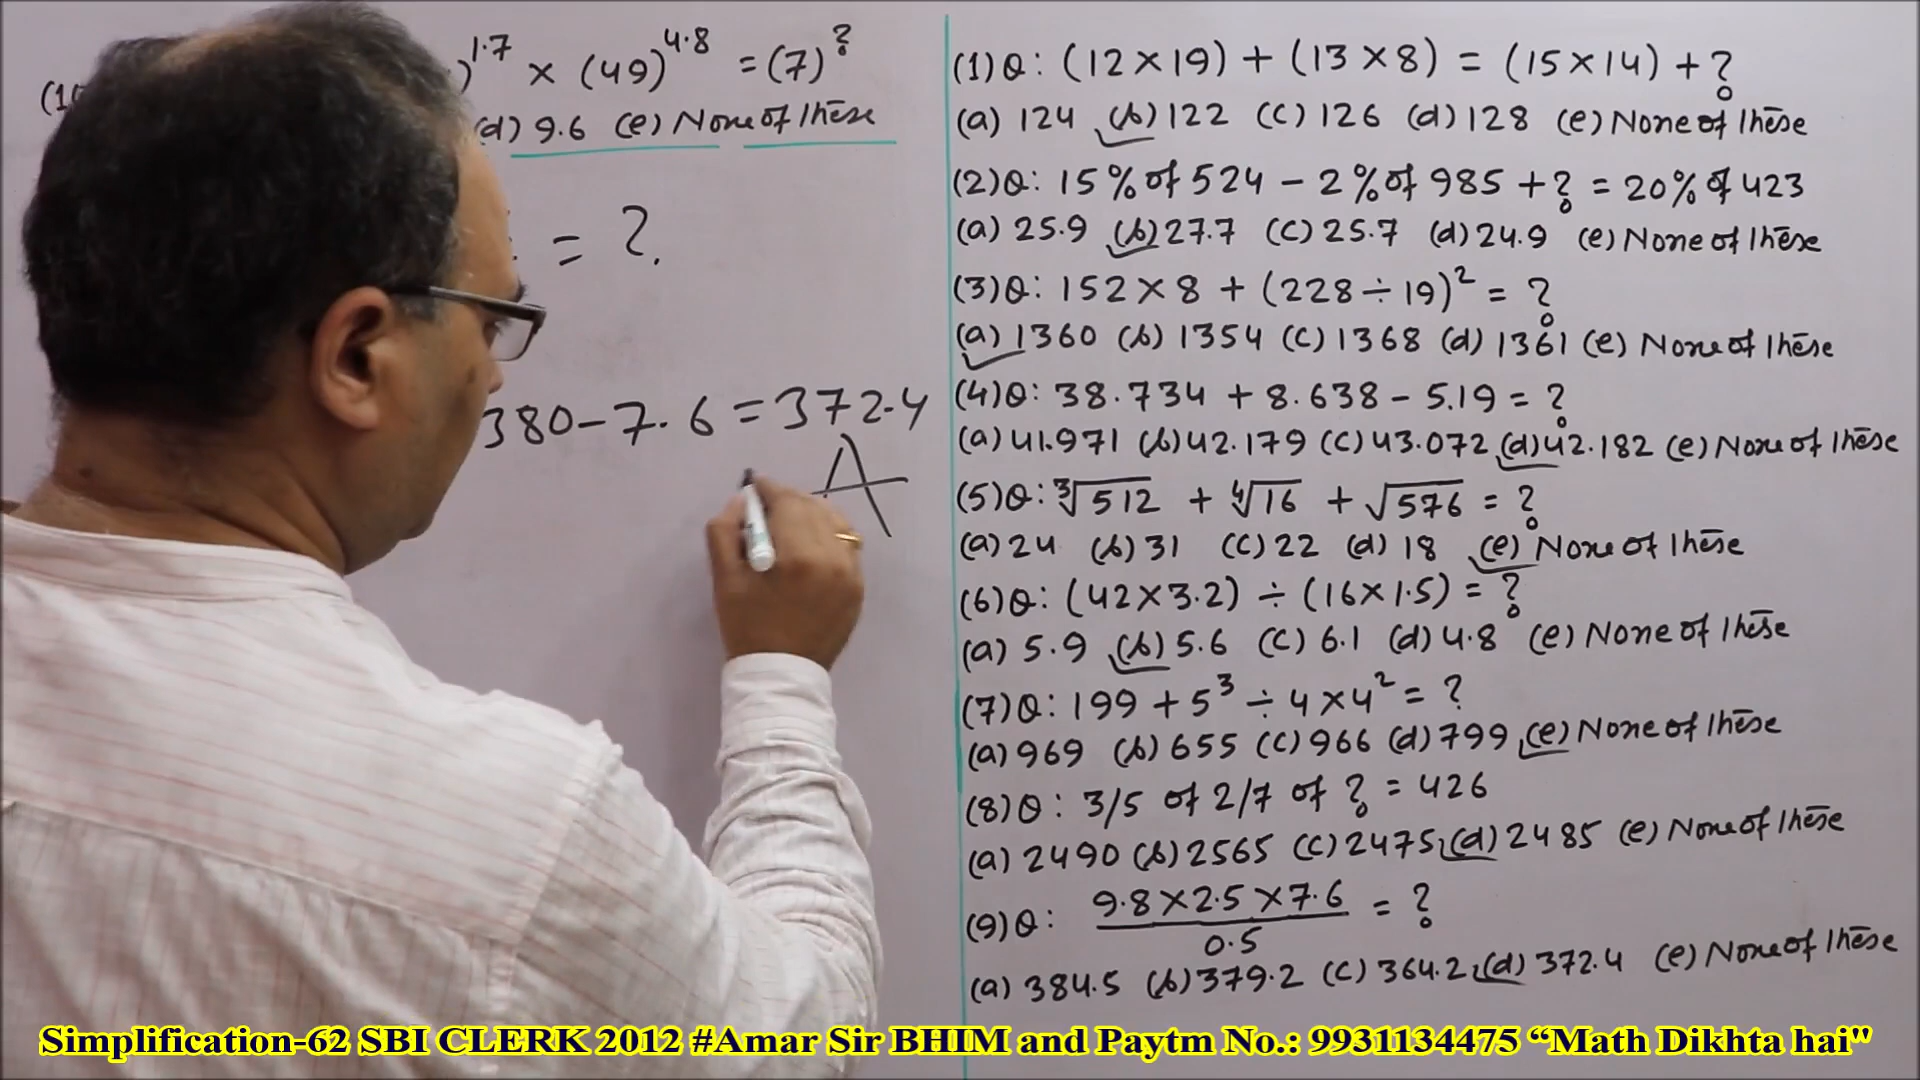 (1
)^1.7 × (49)^4.8 = (7)^?
(d) 9.6 (e) None of these
= ?
380 - 7.6 = 372.4
(1)Q: (12 × 19) + (13 × 8) = (15 × 14) + ?
(a) 124 (b) 122 (c) 126 (d) 128 (e) None of these
(2)Q: 15% of 524 - 2% of 985 + ? = 20% of 423
(a) 25.9 (b) 27.7 (c) 25.7 (d) 24.9 (e) None of these
(3)Q: 152 × 8 + (228 ÷ 19)^2 = ?
(a) 1360 (b) 1354 (c) 1368 (d) 1361 (e) None of these
(4)Q: 38.734 + 8.638 - 5.19 = ?
(a) 41.971 (b) 42.179 (c) 43.072 (d) 42.182 (e) None of these
(5)Q: ∛512 + ∜16 + √576 = ?
(a) 24 (b) 31 (c) 22 (d) 18 (e) None of these
(6)Q: (42 × 3.2) ÷ (16 × 1.5) = ?
(a) 5.9 (b) 5.6 (c) 6.1 (d) 4.8 (e) None of these
(7)Q: 199 + 5^3 ÷ 4 × 4^2 = ?
(a) 969 (b) 655 (c) 966 (d) 799 (e) None of these
(8)Q: 3/5 of 2/7 of ? = 426
(a) 2490 (b) 2565 (c) 2475 (d) 2485 (e) None of these
(9)Q: 9.8 × 2.5 × 7.6 = ?
0.5
(a) 384.5 (b) 379.2 (c) 364.2 (d) 372.4 (e) None of these
Simplification-62 SBI CLERK 2012 #Amar Sir BHIM and Paytm No.: 9931134475 “Math Dikhta hai"